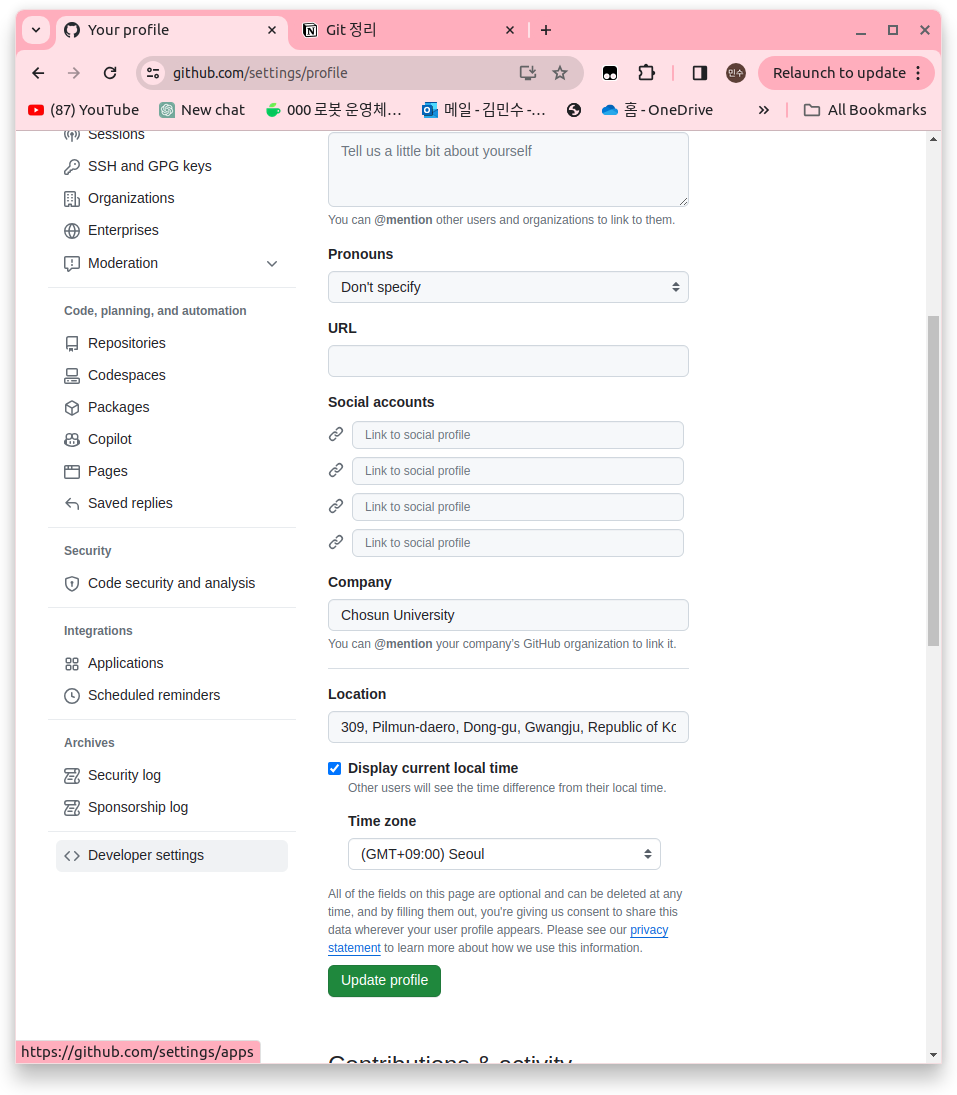 Your profile
Git 정리
github.com/settings/profile
민수
Relaunch to update
(87) YouTube
New chat
000 로봇 운영체…
메일 - 김민수 -…
홈 - OneDrive
All Bookmarks
Sessions
SSH and GPG keys
Organizations
Enterprises
Moderation
Code, planning, and automation
Repositories
Codespaces
Packages
Copilot
Pages
Saved replies
Security
Code security and analysis
Integrations
Applications
Scheduled reminders
Archives
Security log
Sponsorship log
Developer settings
Tell us a little bit about yourself
You can @mention other users and organizations to link to them.
Pronouns
Don't specify
URL
Social accounts
Link to social profile
Link to social profile
Link to social profile
Link to social profile
Company
Chosun University
You can @mention your company's GitHub organization to link it.
Location
309, Pilmun-daero, Dong-gu, Gwangju, Republic of Kc
Display current local time
Other users will see the time difference from their local time.
Time zone
(GMT+09:00) Seoul
All of the fields on this page are optional and can be deleted at any
time, and by filling them out, you're giving us consent to share this
data wherever your user profile appears. Please see our privacy
statement to learn more about how we use this information.
Update profile
Contributions & activity
https://github.com/settings/apps